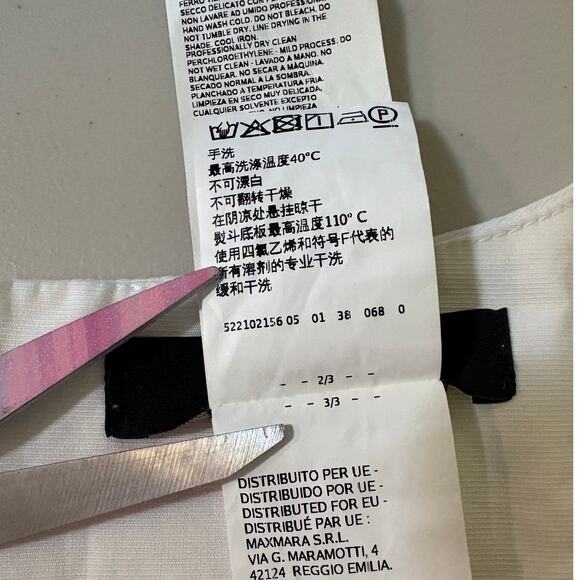 SECCO DELICATO CON PER
NON LAVARE AD UMIDO PROFESSIONA
HAND WASH COLD. DO NOT BLEACH. DO
NOT TUMBLE DRY. LINE DRYING IN THE
SHADE. COOL IRON.
PROFESSIONALLY DRY CLEAN
PERCHLOROETHYLENE - MILD PROCESS. DO
NOT WET CLEAN - LAVADO A MANO. NO
BLANQUEAR. NO SECAR A MÁQUINA.
SECADO NORMAL A LA SOMBRA.
PLANCHADO A TEMPERATURA FRIA.
LIMPIEZA EN SECO MUY DELICADA,
CUALQUIER SOLVENTE EXCEPTO
NO LIMPIEZA
P
手洗
最高洗涤温度40°C
不可漂白
不可翻转干燥
在阴凉处悬挂晾干
熨斗底板最高温度110° C
使用四氯乙烯和符号F代表的
所有溶剂的专业干洗
缓和干洗
522102156 05 01 38 068 0
- - 2/3 - -
- - 3/3 - -
DISTRIBUITO PER UE -
DISTRIBUIDO POR UE -
DISTRIBUTED FOR EU -
DISTRIBUÉ PAR UE :
MAXMARA S.R.L.
VIA G. MARAMOTTI, 4
42124 REGGIO EMILIA.